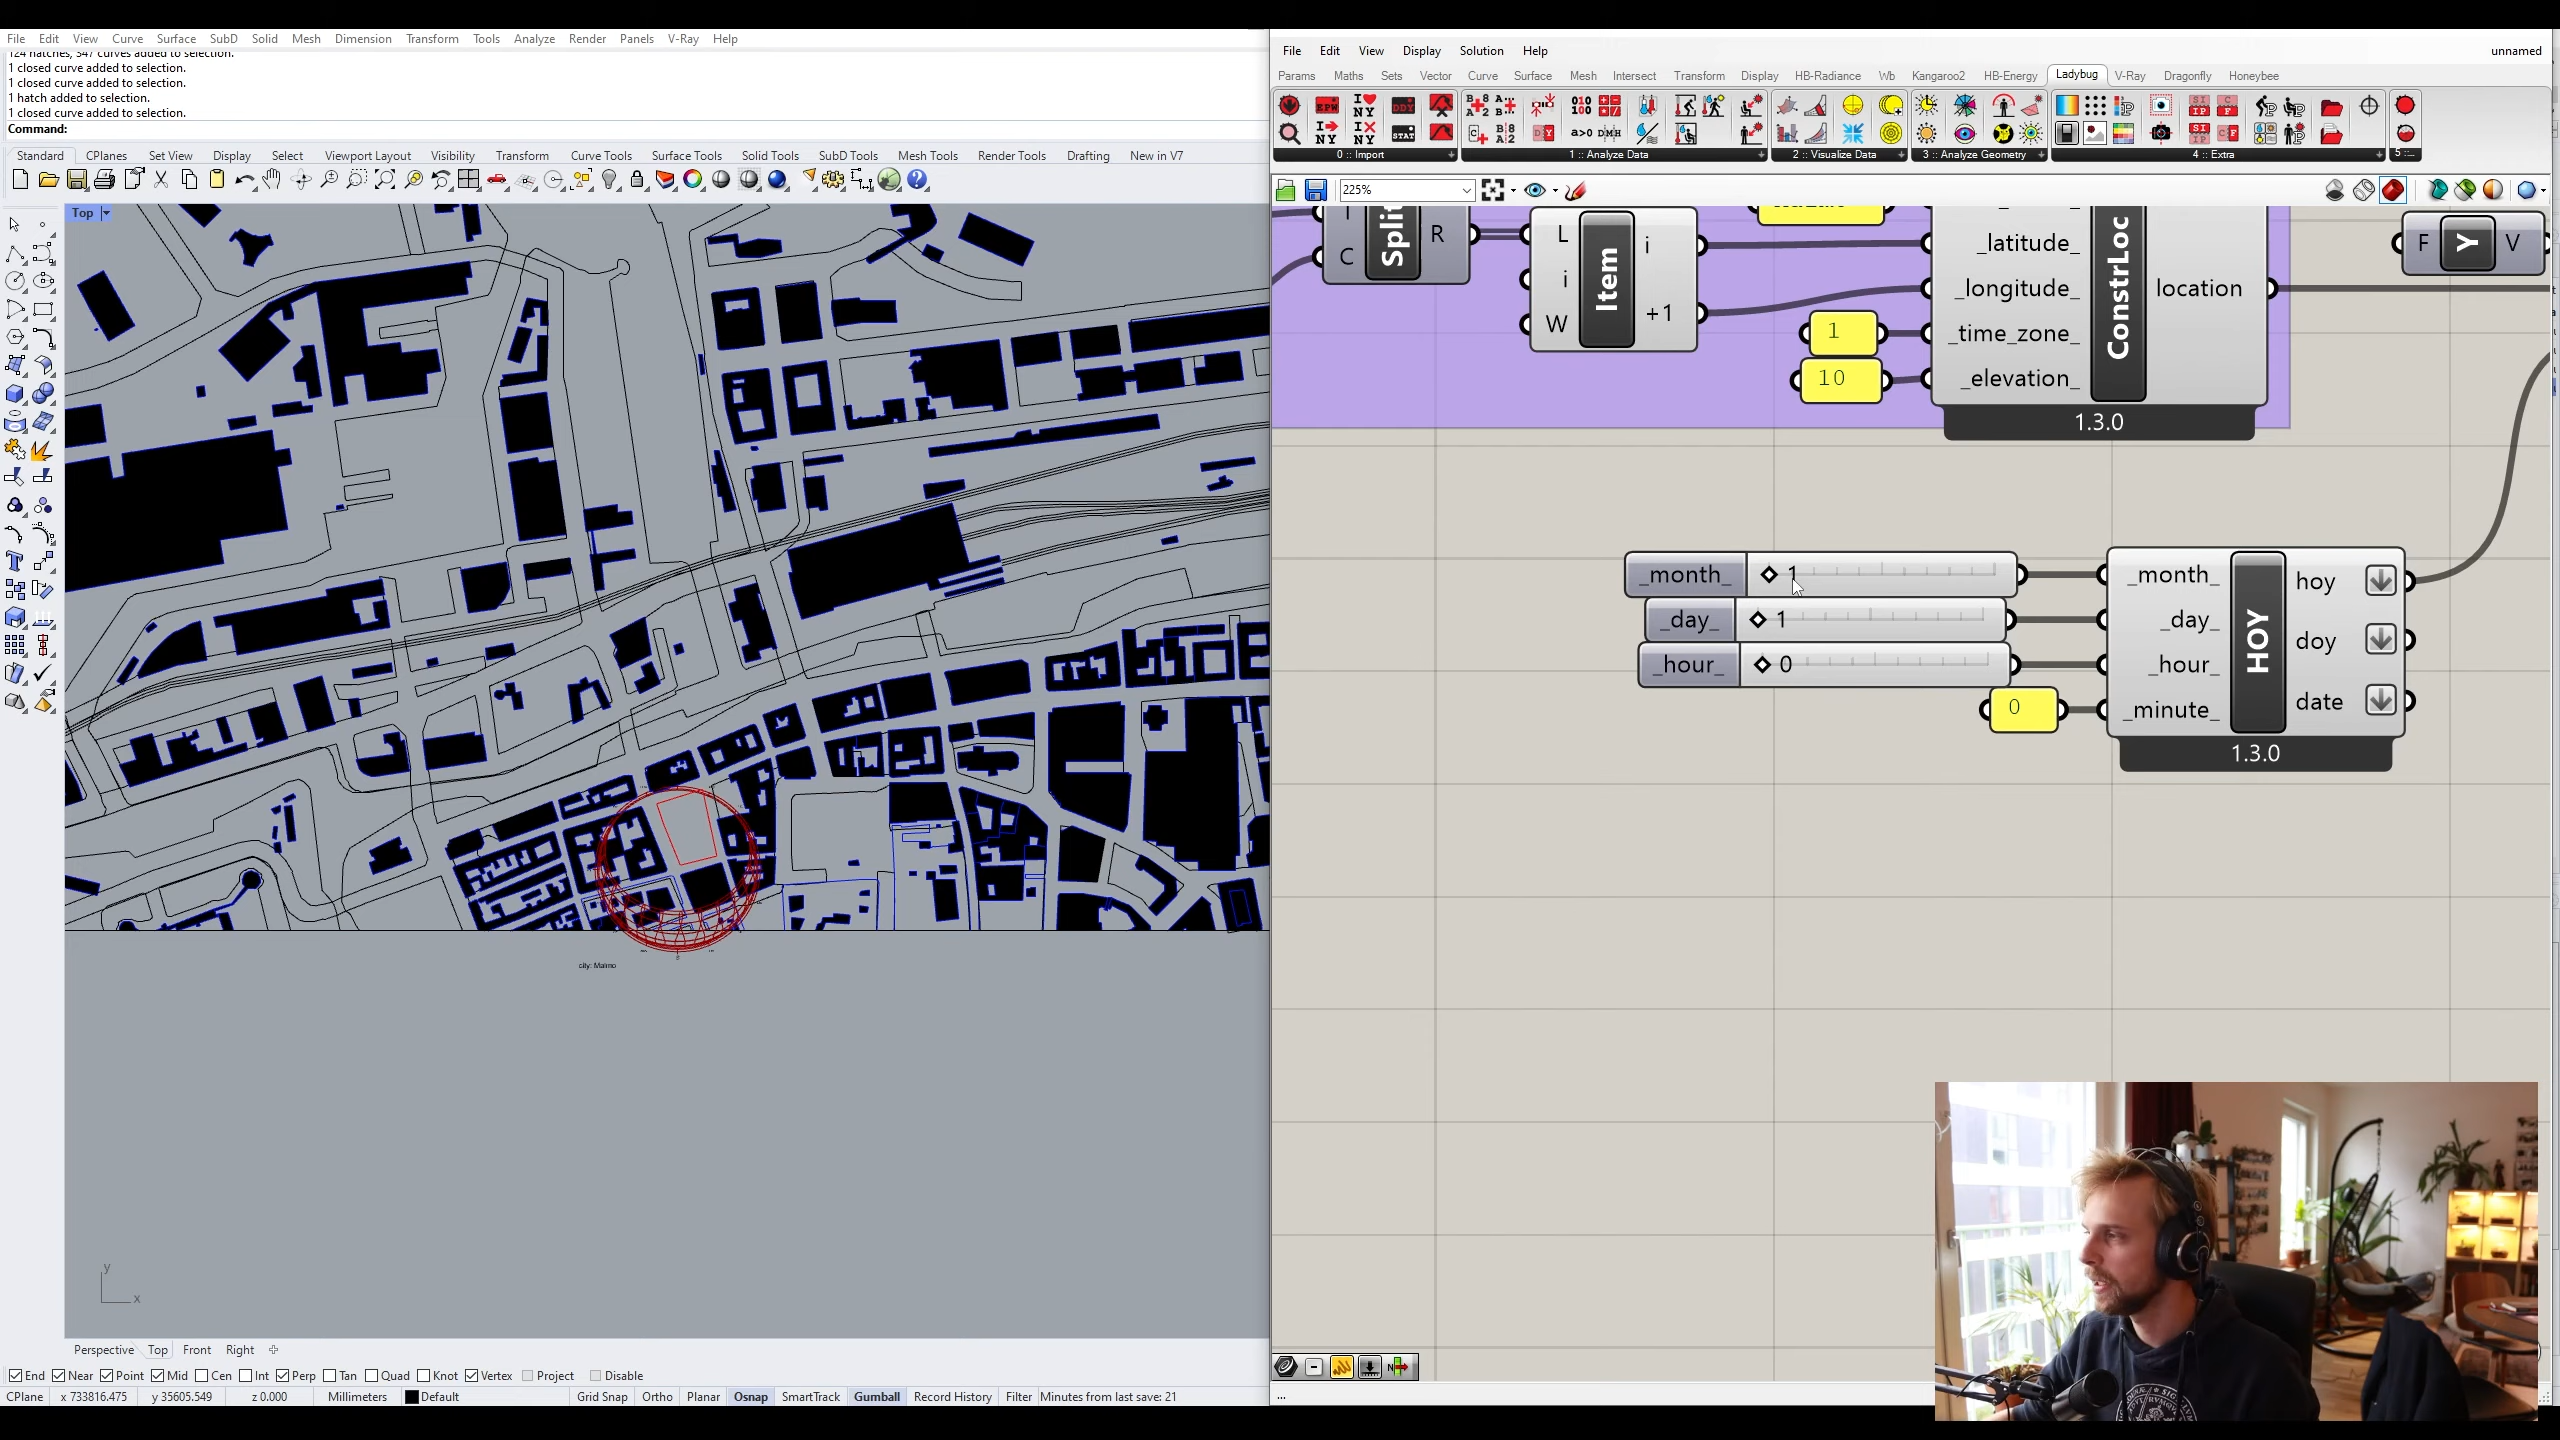 File Edit View Curve Surface SubD Solid Mesh Dimension Transform Tools Analyze Render Panels V-Ray Help
124 hatches, 347 curves added to selection.
1 closed curve added to selection.
1 closed curve added to selection.
1 hatch added to selection.
1 closed curve added to selection.
Command:
Standard CPlanes Set View Display Select Viewport Layout Visibility Transform Curve Tools Surface Tools Solid Tools SubD Tools Mesh Tools Render Tools Drafting New in V7
Top
city: Malmo
y
x
Perspective Top Front Right
End Near Point Mid Cen Int Perp Tan Quad Knot Vertex Project Disable
CPlane x 733816.475 y 35605.549 z 0.000 Millimeters Default Grid Snap Ortho Planar Osnap SmartTrack Gumball Record History Filter Minutes from last save: 21
File Edit View Display Solution Help unnamed
Params Maths Sets Vector Curve Surface Mesh Intersect Transform Display HB-Radiance Wb Kangaroo2 HB-Energy Ladybug V-Ray Dragonfly Honeybee
0 :: Import 1 :: Analyze Data 2 :: Visualize Data 3 :: Analyze Geometry 4 :: Extra
225%
C Split R
L i W Item i +1
_latitude_
_longitude_
_time_zone_
_elevation_
1
10
ConstrLoc
location
1.3.0
F Y V
_month_ 1
_day_ 1
_hour_ 0
0
_month_
_day_
_hour_
_minute_
HOY
hoy
doy
date
1.3.0
...